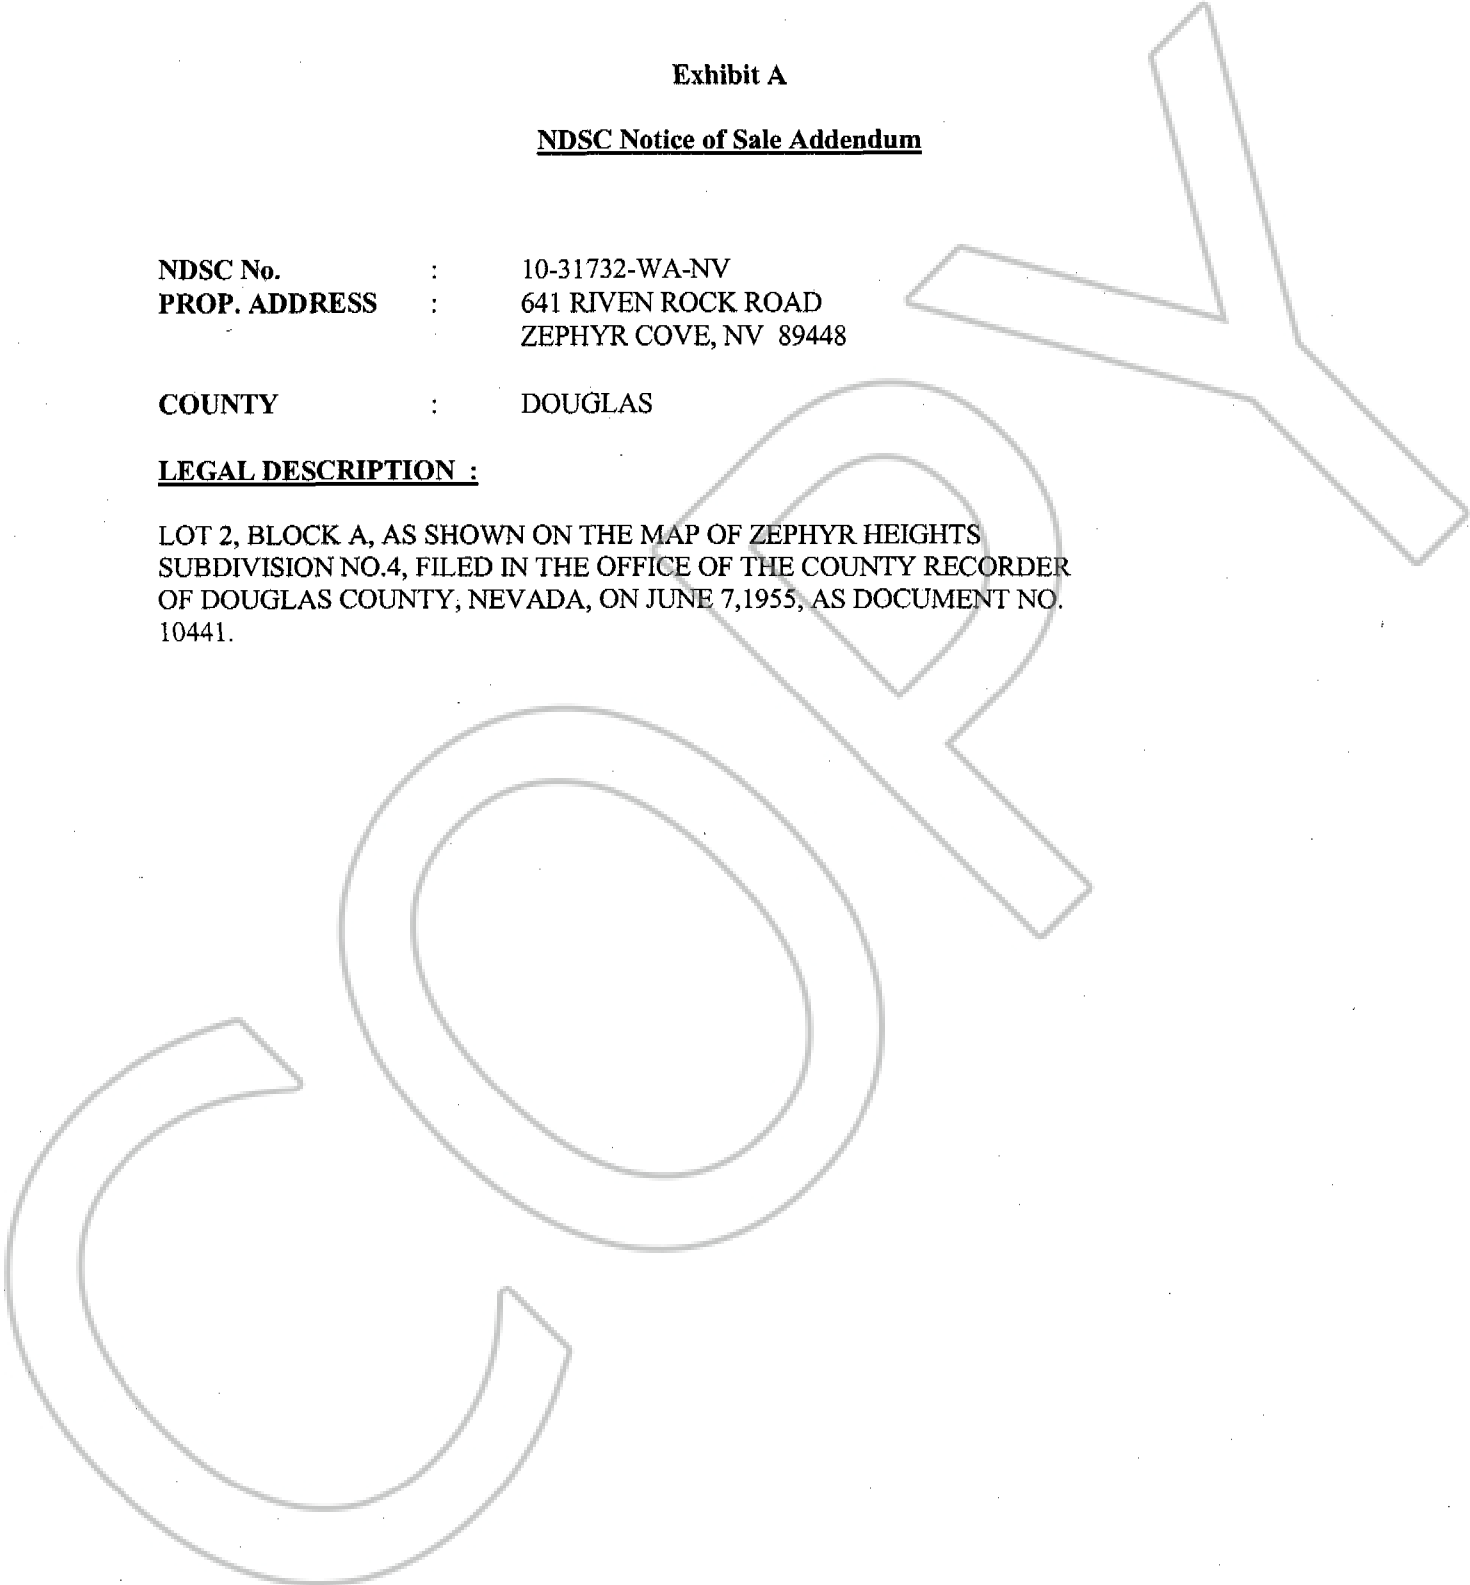 Exhibit A
NDSC Notice of Sale Addendum
NDSC No. : 10-31732-WA-NV
PROP. ADDRESS : 641 RIVEN ROCK ROAD
ZEPHYR COVE, NV 89448
COUNTY : DOUGLAS
LEGAL DESCRIPTION :
LOT 2, BLOCK A, AS SHOWN ON THE MAP OF ZEPHYR HEIGHTS
SUBDIVISION NO.4, FILED IN THE OFFICE OF THE COUNTY RECORDER
OF DOUGLAS COUNTY, NEVADA, ON JUNE 7,1955, AS DOCUMENT NO.
10441.
COPY